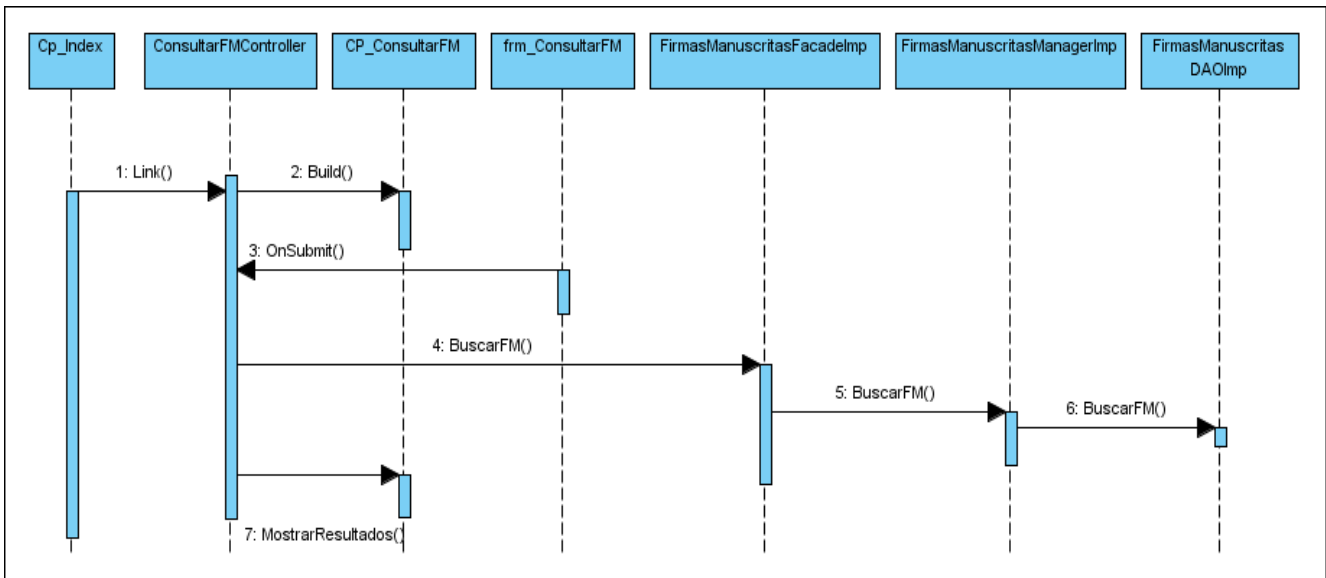 Cp_Index
ConsultarFMController
CP_ConsultarFM
frm_ConsultarFM
FirmasManuscritasFacadeImp
FirmasManuscritasManagerImp
FirmasManuscritas
DAOImp
1: Link()
2: Build()
3: OnSubmit()
4: BuscarFM()
5: BuscarFM()
6: BuscarFM()
7: MostrarResultados()